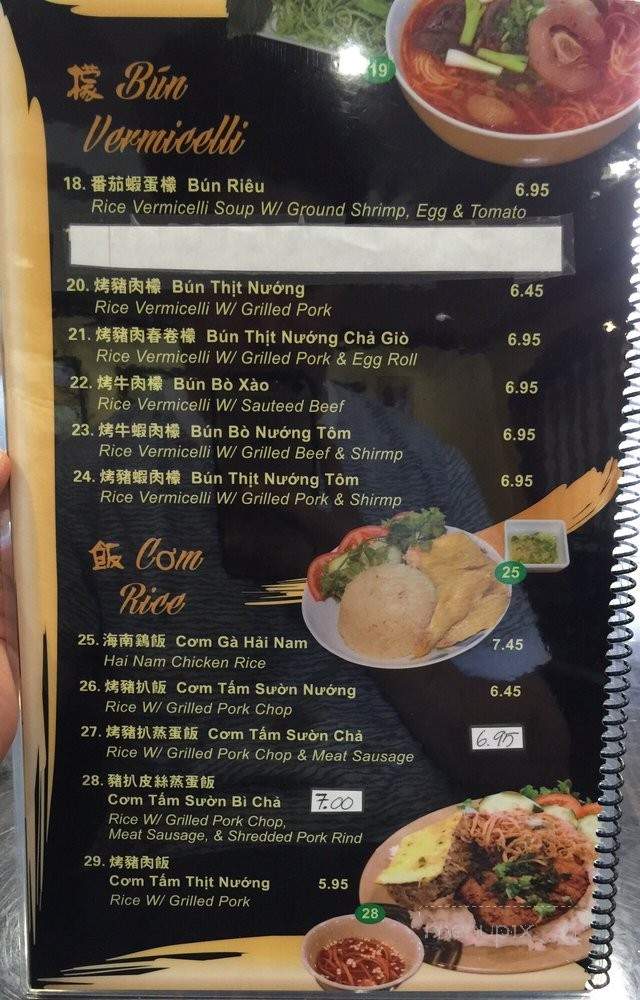 19
檬 Bún
Vermicelli
18. 番茄蝦蛋檬 Bún Riêu 6.95
Rice Vermicelli Soup W/ Ground Shrimp, Egg & Tomato
20. 烤豬肉檬 Bún Thịt Nướng 6.45
Rice Vermicelli W/ Grilled Pork
21. 烤豬肉春卷檬 Bún Thịt Nướng Chả Giò 6.95
Rice Vermicelli W/ Grilled Pork & Egg Roll
22. 烤牛肉檬 Bún Bò Xào 6.95
Rice Vermicelli W/ Sauteed Beef
23. 烤牛蝦肉檬 Bún Bò Nướng Tôm 6.95
Rice Vermicelli W/ Grilled Beef & Shirmp
24. 烤豬蝦肉檬 Bún Thịt Nướng Tôm 6.95
Rice Vermicelli W/ Grilled Pork & Shirmp
飯 Cơm
Rice
25
25. 海南鷄飯 Cơm Gà Hải Nam 7.45
Hai Nam Chicken Rice
26. 烤豬扒飯 Cơm Tấm Sườn Nướng 6.45
Rice W/ Grilled Pork Chop
27. 烤豬扒蒸蛋飯 Cơm Tấm Sườn Chả 6.95
Rice W/ Grilled Pork Chop & Meat Sausage
28. 豬扒皮絲蒸蛋飯
Cơm Tấm Sườn Bì Chả 7.00
Rice W/ Grilled Pork Chop,
Meat Sausage, & Shredded Pork Rind
29. 烤豬肉飯
Cơm Tấm Thịt Nướng 5.95
Rice W/ Grilled Pork
28
menupix